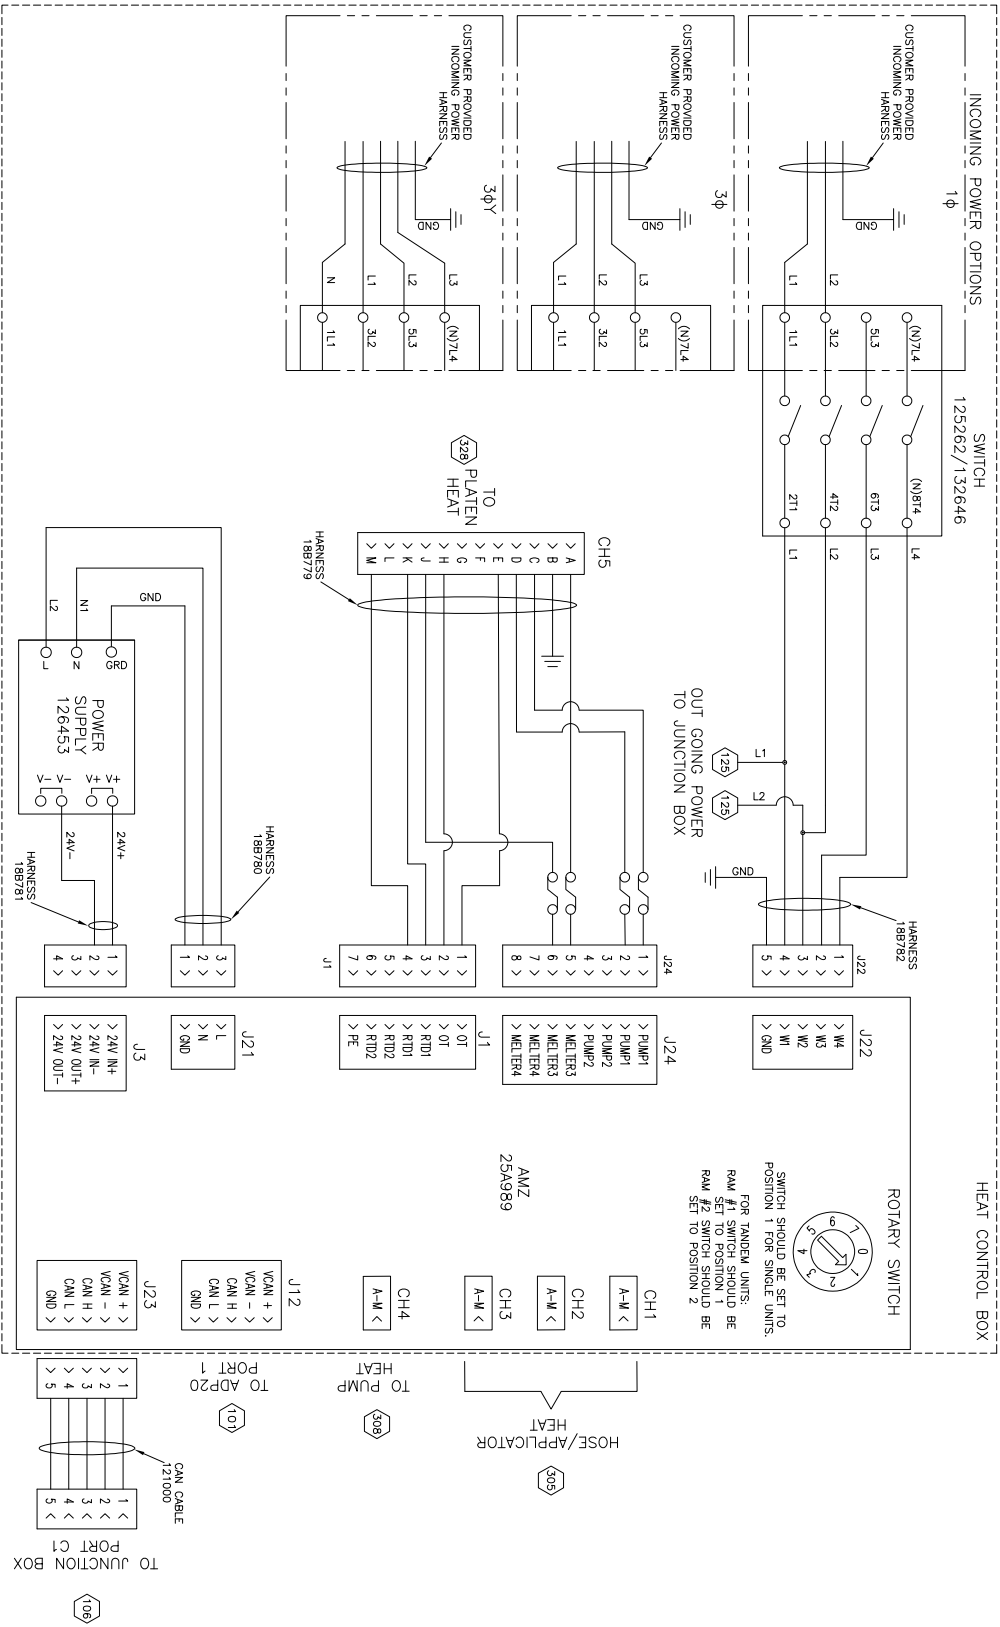 INCOMING POWER OPTIONS
HEAT CONTROL BOX
1ϕ
CUSTOMER PROVIDED
INCOMING POWER
HARNESS
GND
L1
L2
1L1
3L2
5L3
(N)7L4
3ϕ
CUSTOMER PROVIDED
INCOMING POWER
HARNESS
GND
L1
L2
L3
1L1
3L2
5L3
(N)7L4
3ϕY
CUSTOMER PROVIDED
INCOMING POWER
HARNESS
GND
N
L1
L2
L3
1L1
3L2
5L3
(N)7L4
SWITCH
125262/132646
2T1
4T2
6T3
(N)8T4
L1
L2
L3
L4
L1
L2
125
125
OUT GOING POWER
TO JUNCTION BOX
GND
HARNESS
18B782
J22
1
2
3
4
5
J22
W4
W3
W2
W1
GND
328
TO
PLATEN
HEAT
CH5
A
B
C
D
E
F
G
H
J
K
L
M
HARNESS
18B779
J24
1
2
3
4
5
6
7
8
J24
PUMP1
PUMP1
PUMP2
PUMP2
MELTER3
MELTER3
MELTER4
MELTER4
J1
1
2
3
4
5
6
7
J1
OT
OT
RTD1
RTD1
RTD2
RTD2
PE
L2
N1
GND
L
N
GRD
POWER
SUPPLY
126453
V-
V-
V+
V+
24V-
24V+
HARNESS
18B780
HARNESS
18B781
3
2
1
J21
L
N
GND
1
2
3
4
J3
24V IN+
24V IN-
24V OUT+
24V OUT-
AMZ
25A989
ROTARY SWITCH
0
1
2
3
4
5
6
7
SWITCH SHOULD BE SET TO
POSITION 1 FOR SINGLE UNITS.
FOR TANDEM UNITS:
RAM #1 SWITCH SHOULD BE
SET TO POSITION 1
RAM #2 SWITCH SHOULD BE
SET TO POSITION 2
CH1
A-M
CH2
A-M
CH3
A-M
CH4
A-M
HOSE/APPLICATOR
HEAT
305
TO PUMP
HEAT
308
J12
VCAN +
VCAN -
CAN H
CAN L
GND
TO ADP20
PORT 1
101
J23
VCAN +
VCAN -
CAN H
CAN L
GND
1
2
3
4
5
CAN CABLE
121000
1
2
3
4
5
TO JUNCTION BOX
PORT C1
106